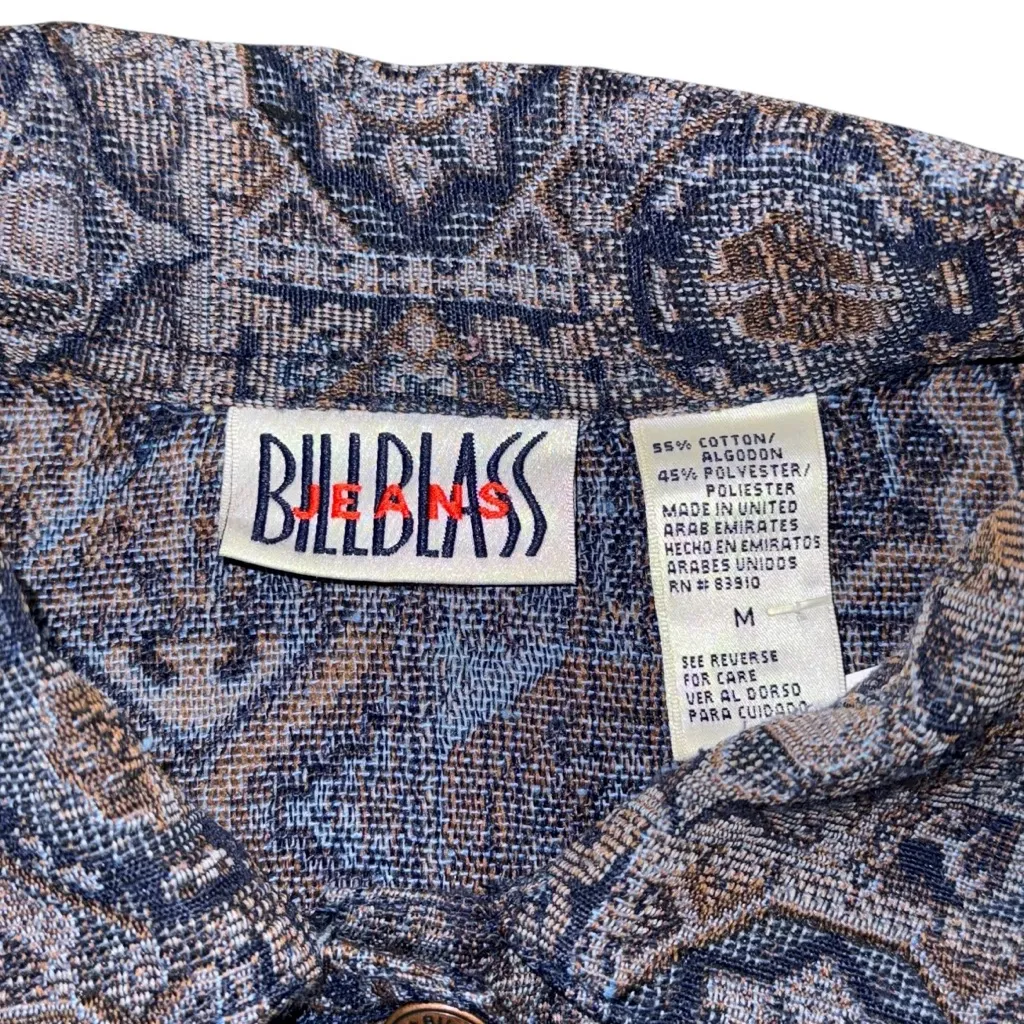 BILLBLASS
JEANS
55% COTTON/
ALGODON
45% POLYESTER/
POLIESTER
MADE IN UNITED
ARAB EMIRATES
HECHO EN EMIRATOS
ARABES UNIDOS
RN # 83910
M
SEE REVERSE
FOR CARE
VER AL DORSO
PARA CUIDADO